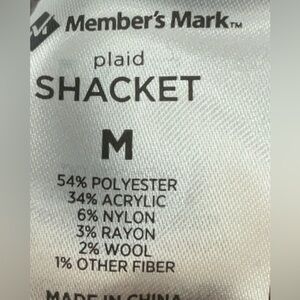 Member's Mark™
plaid
SHACKET
M
54% POLYESTER
34% ACRYLIC
6% NYLON
3% RAYON
2% WOOL
1% OTHER FIBER
MADE IN CHINA